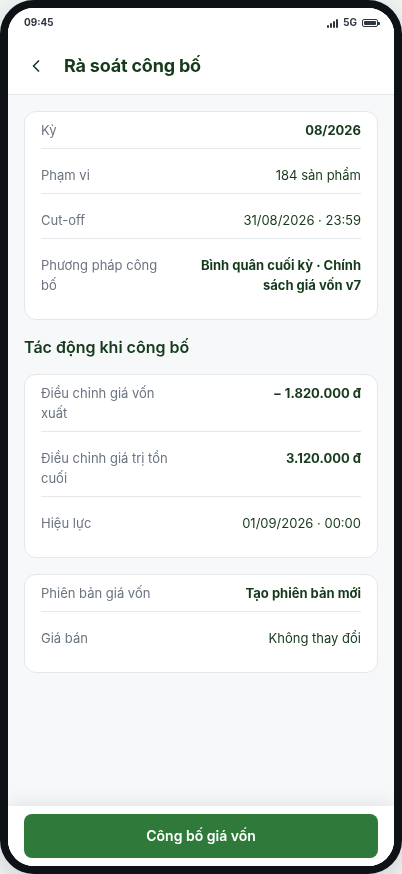 09:45
5G
Rà soát công bố
Kỳ
08/2026
Phạm vi
184 sản phẩm
Cut-off
31/08/2026 · 23:59
Phương pháp công bố
Bình quân cuối kỳ · Chính sách giá vốn v7
Tác động khi công bố
Điều chỉnh giá vốn xuất
− 1.820.000 đ
Điều chỉnh giá trị tồn cuối
3.120.000 đ
Hiệu lực
01/09/2026 · 00:00
Phiên bản giá vốn
Tạo phiên bản mới
Giá bán
Không thay đổi
Công bố giá vốn